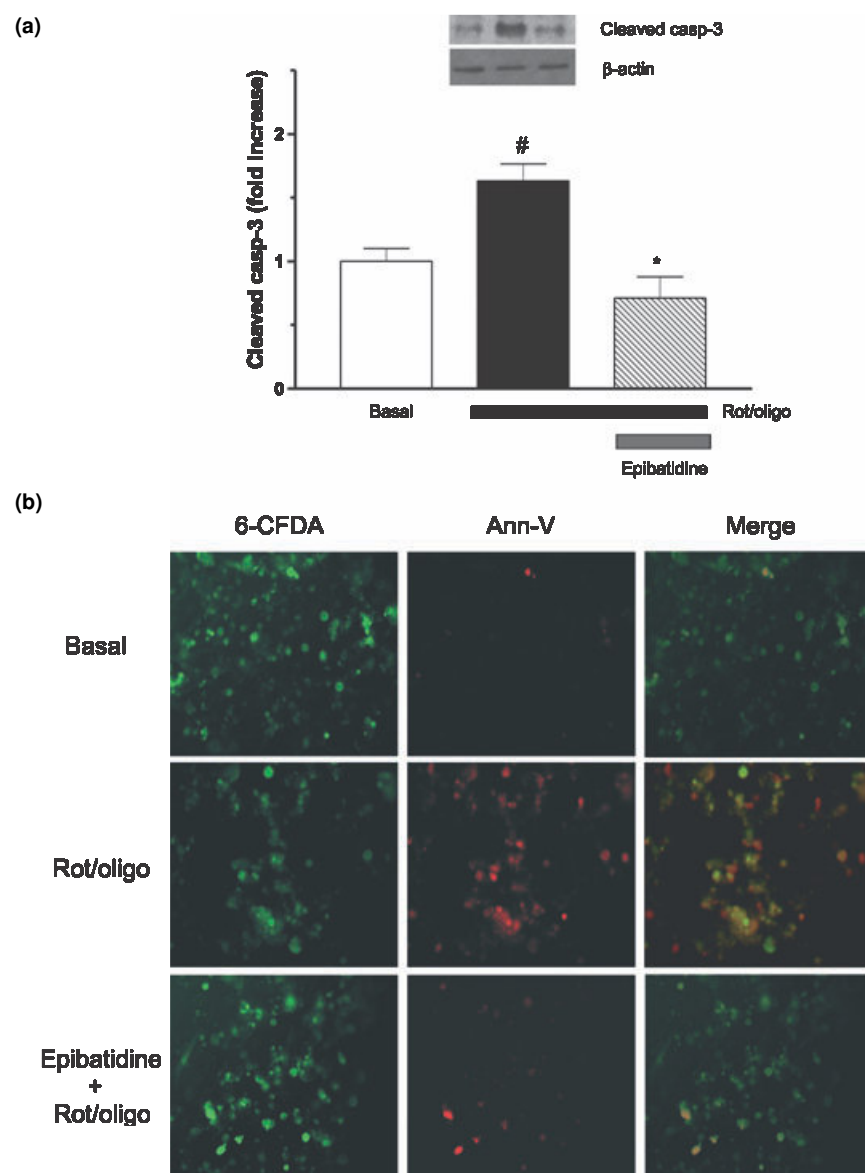 (a)
Cleaved casp-3
β-actin
Cleaved casp-3 (fold increase)
2
1
0
#
*
Basal
Rot/oligo
Epibatidine
(b)
6-CFDA Ann-V Merge
Basal
Rot/oligo
Epibatidine
+
Rot/oligo